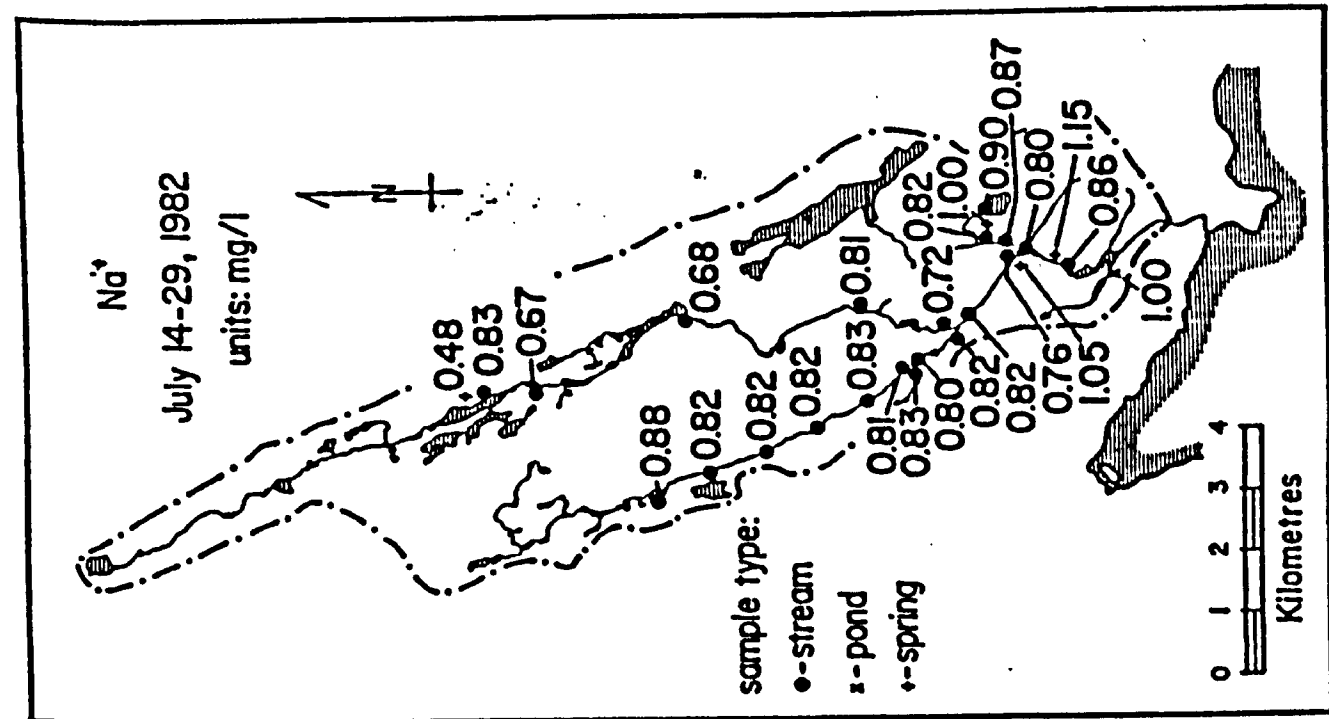 Na+
July 14-29, 1982
units: mg/l
N
0.48
0.83
0.67
0.68
0.88
0.82
0.82
0.82
0.83
0.81
0.72
0.82
1.00
0.90
0.87
0.80
1.15
0.86
1.00
0.81
0.83
0.80
0.82
0.82
0.76
1.05
sample type:
●-stream
x-pond
+-spring
0 1 2 3 4
Kilometres